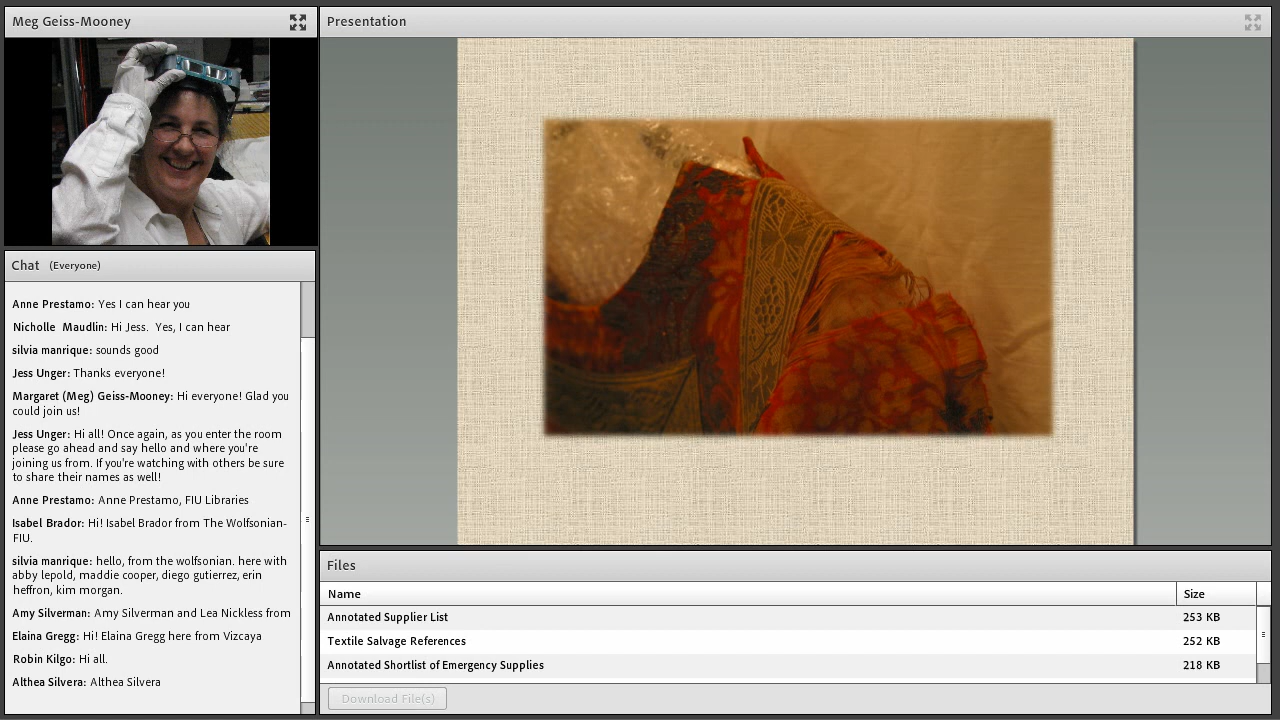 Meg Geiss-Mooney
Presentation
Chat (Everyone)
Anne Prestamo: Yes I can hear you
Nicholle Maudlin: Hi Jess. Yes, I can hear
silvia manrique: sounds good
Jess Unger: Thanks everyone!
Margaret (Meg) Geiss-Mooney: Hi everyone! Glad you
could join us!
Jess Unger: Hi all! Once again, as you enter the room
please go ahead and say hello and where you're
joining us from. If you're watching with others be sure
to share their names as well!
Anne Prestamo: Anne Prestamo, FIU Libraries
Isabel Brador: Hi! Isabel Brador from The Wolfsonian-
FIU.
silvia manrique: hello, from the wolfsonian. here with
abby lepold, maddie cooper, diego gutierrez, erin
heffron, kim morgan.
Amy Silverman: Amy Silverman and Lea Nickless from
Elaina Gregg: Hi! Elaina Gregg here from Vizcaya
Robin Kilgo: Hi all.
Althea Silvera: Althea Silvera
Files
Name Size
Annotated Supplier List 253 KB
Textile Salvage References 252 KB
Annotated Shortlist of Emergency Supplies 218 KB
Download File(s)